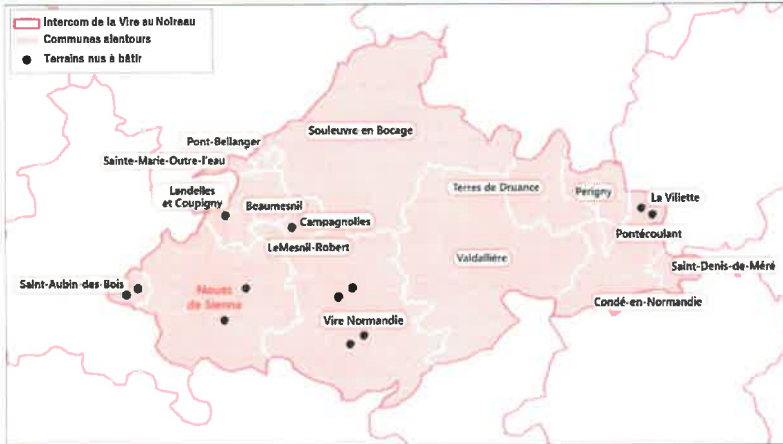 Intercom de la Vire au Noireau
Communes alentours
Terrains nus à bâtir
Souleuvre en Bocage
Pont-Bellanger
Sainte-Marie-Outre-l'eau
Landelles
et Coupigny
Beaumesnil
Campagnolles
LeMesnil-Robert
Terres de Druance
Perigny
La Villette
Pontécoulant
Valdallière
Saint-Denis-de-Méré
Saint-Aubin-des-Bois
Noues
de Sienne
Condé-en-Normandie
Vire Normandie